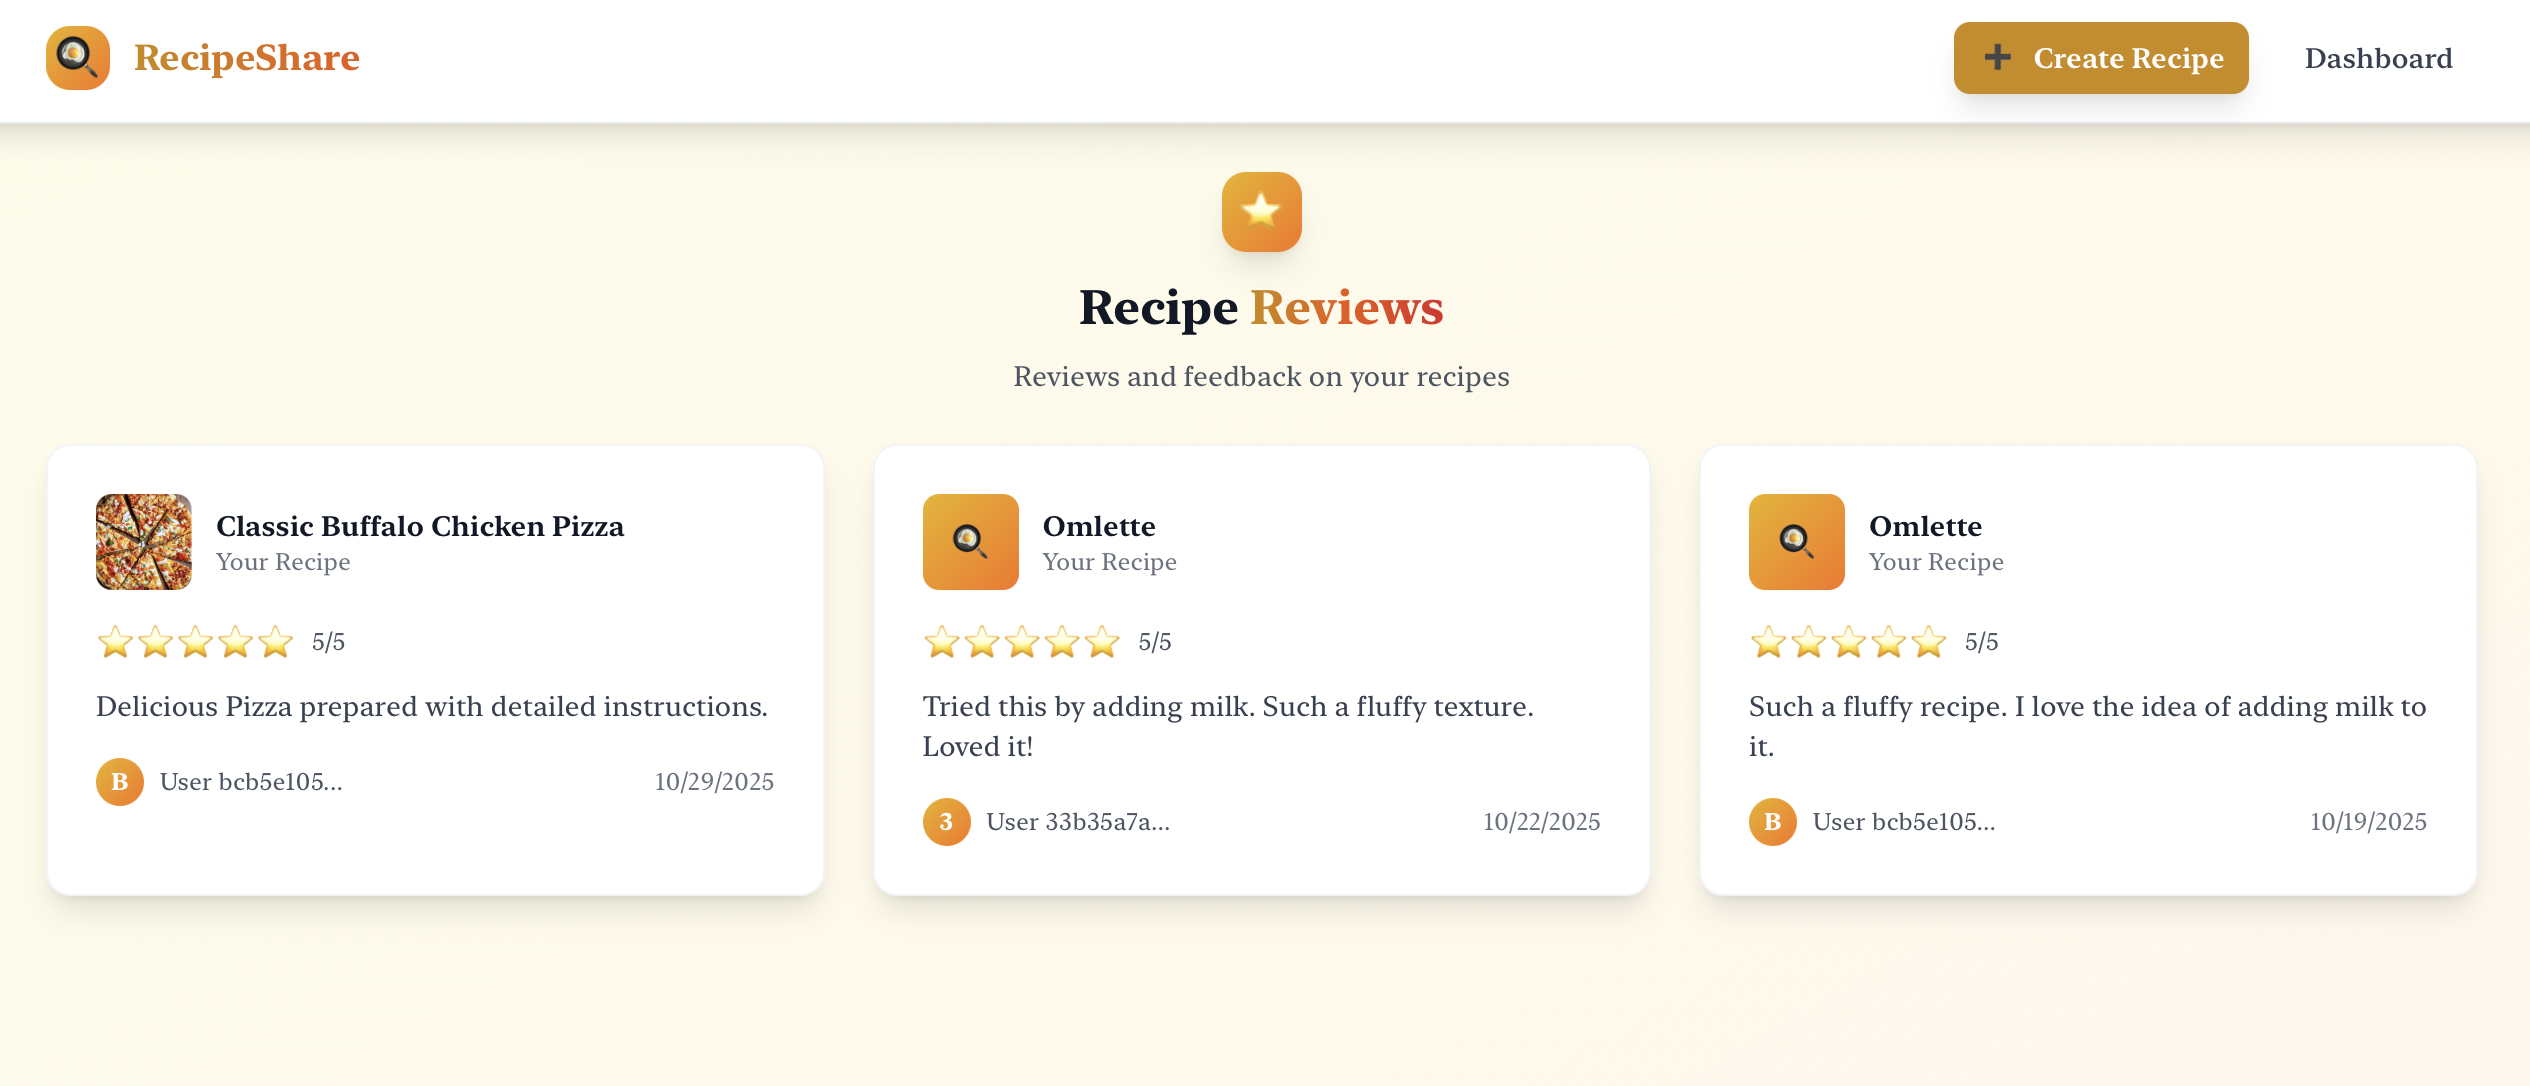 RecipeShare
Create Recipe
Dashboard
Recipe Reviews
Reviews and feedback on your recipes
Classic Buffalo Chicken Pizza
Your Recipe
5/5
Delicious Pizza prepared with detailed instructions.
B
User bcb5e105...
10/29/2025
Omlette
Your Recipe
5/5
Tried this by adding milk. Such a fluffy texture.
Loved it!
3
User 33b35a7a...
10/22/2025
Omlette
Your Recipe
5/5
Such a fluffy recipe. I love the idea of adding milk to
it.
B
User bcb5e105...
10/19/2025